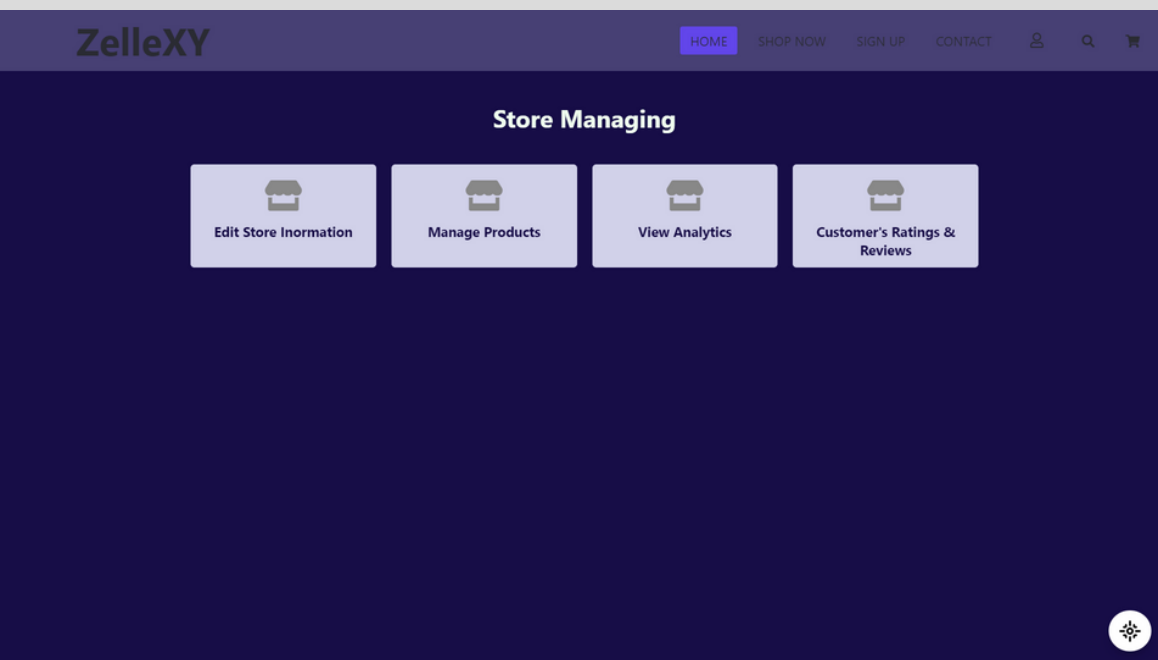 ZelleXY
HOME SHOP NOW SIGN UP CONTACT
Store Managing
Edit Store Inormation
Manage Products
View Analytics
Customer's Ratings &
Reviews